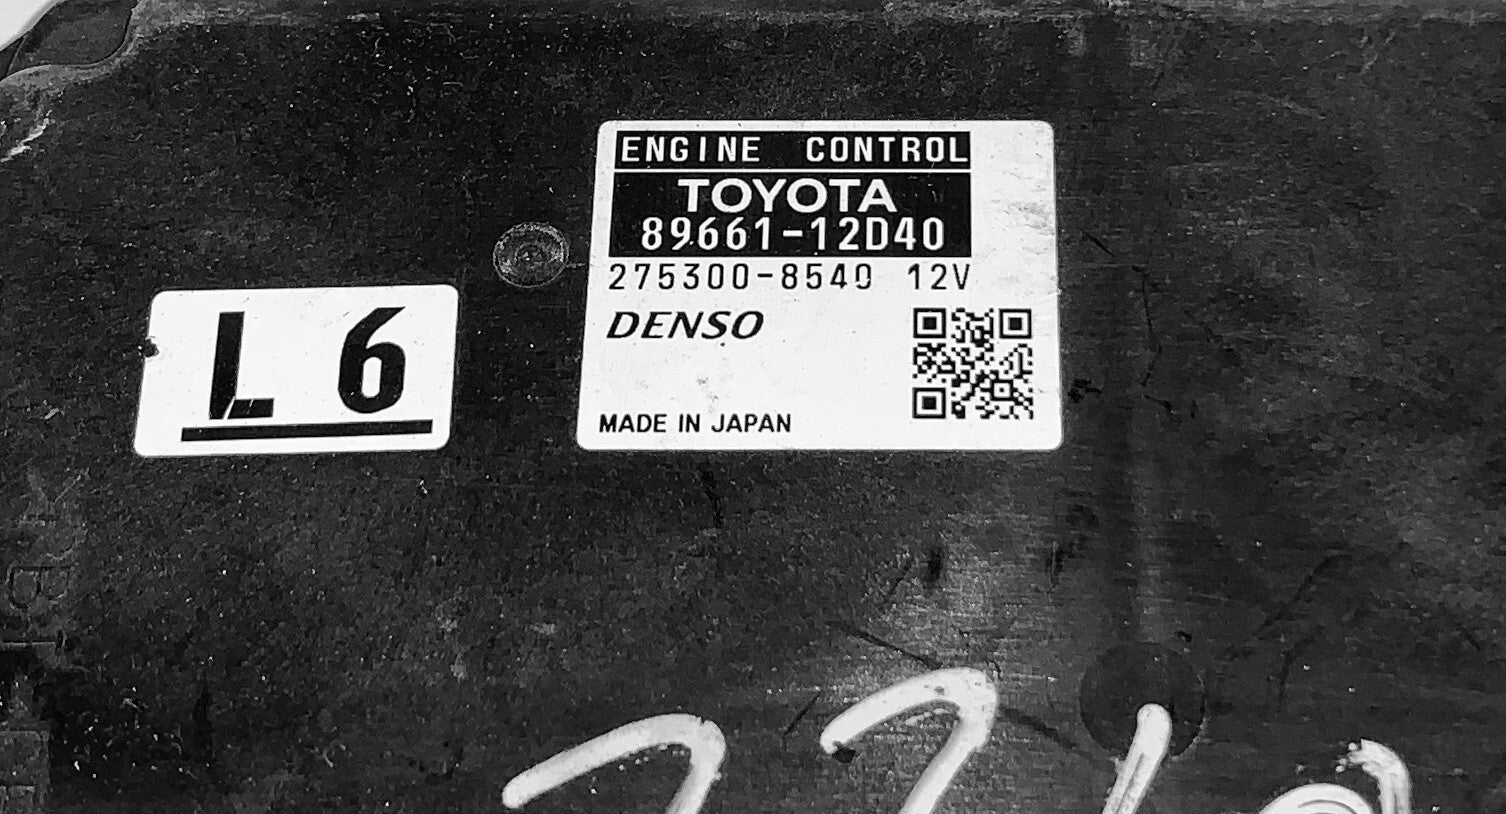 ENGINE CONTROL
TOYOTA
89661-12D40
275300-8540 12V
DENSO
MADE IN JAPAN
L 6